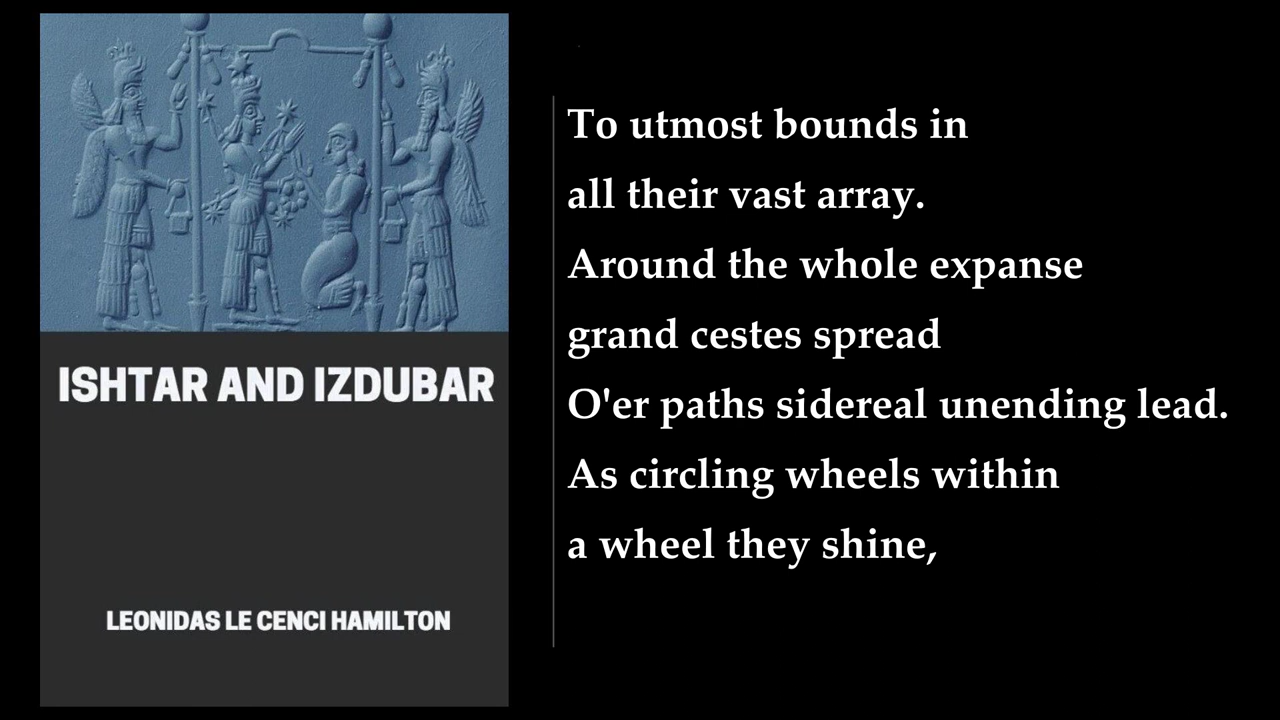 ISHTAR AND IZDUBAR
LEONIDAS LE CENCI HAMILTON
To utmost bounds in
all their vast array.
Around the whole expanse
grand cestes spread
O'er paths sidereal unending lead.
As circling wheels within
a wheel they shine,